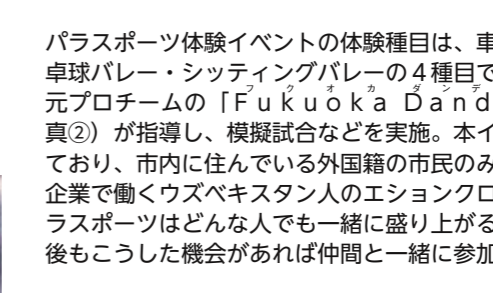 パラスポーツ体験イベントの体験種目は、車
卓球バレー・シッティングバレーの４種目で
元プロチームの「Ｆｕｋｕｏｋａ Ｄａｎｄ
真②）が指導し、模擬試合などを実施。本イ
ており、市内に住んでいる外国籍の市民のみ
企業で働くウズベキスタン人のエションクロ
ラスポーツはどんな人でも一緒に盛り上がる
後もこうした機会があれば仲間と一緒に参加